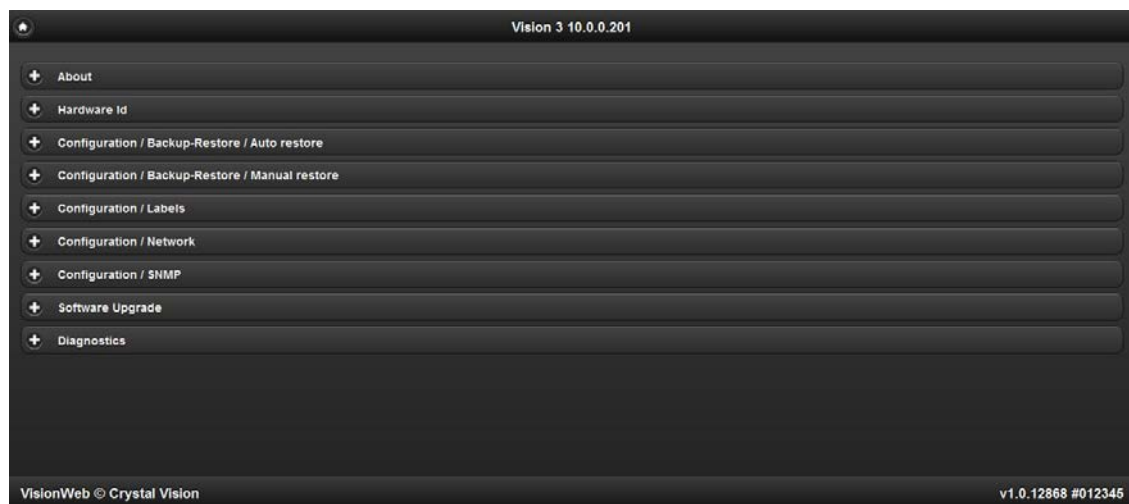 Vision 3 10.0.0.201
About
Hardware Id
Configuration / Backup-Restore / Auto restore
Configuration / Backup-Restore / Manual restore
Configuration / Labels
Configuration / Network
Configuration / SNMP
Software Upgrade
Diagnostics
VisionWeb © Crystal Vision v1.0.12868 #012345